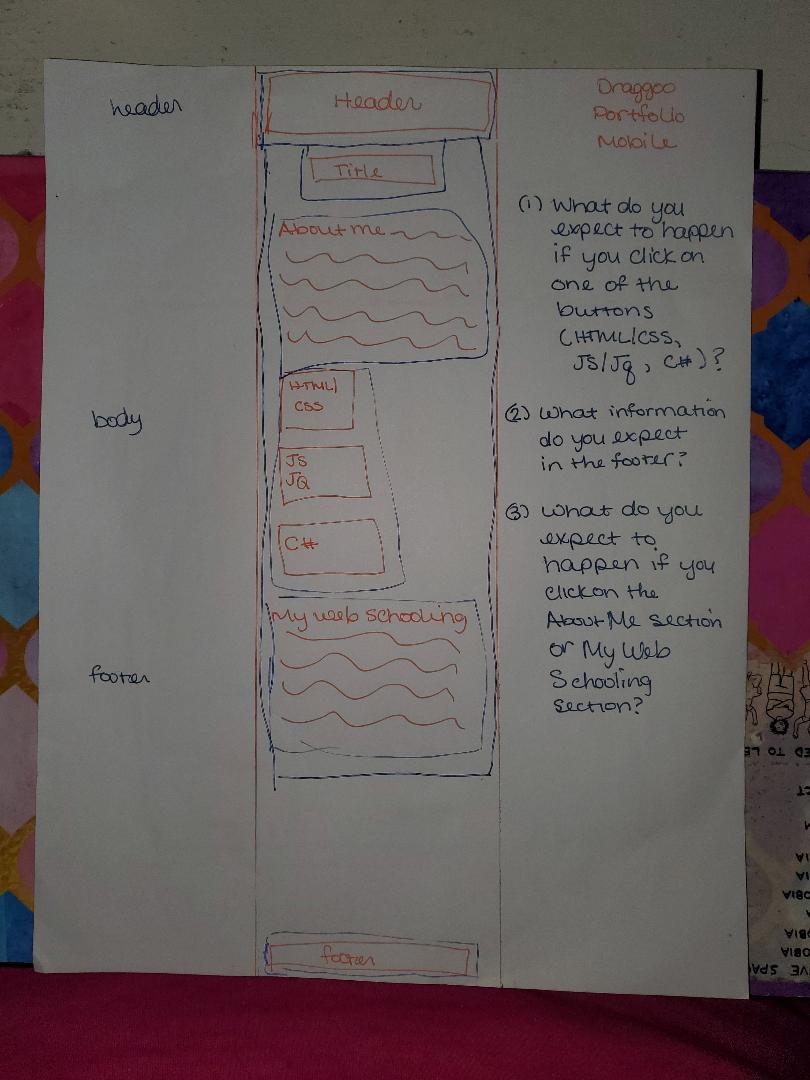 header
body
footer
Header
Title
About me
HTML/
CSS
JS
JQ
C#
My web schooling
footer
Draggoo
Portfolio
Mobile
(1) What do you
expect to happen
if you click on
one of the
buttons
(HTML/CSS,
JS/Jq, C#)?
(2) What information
do you expect
in the footer?
(3) What do you
expect to
happen if you
click on the
About Me section
or My Web
Schooling
section?